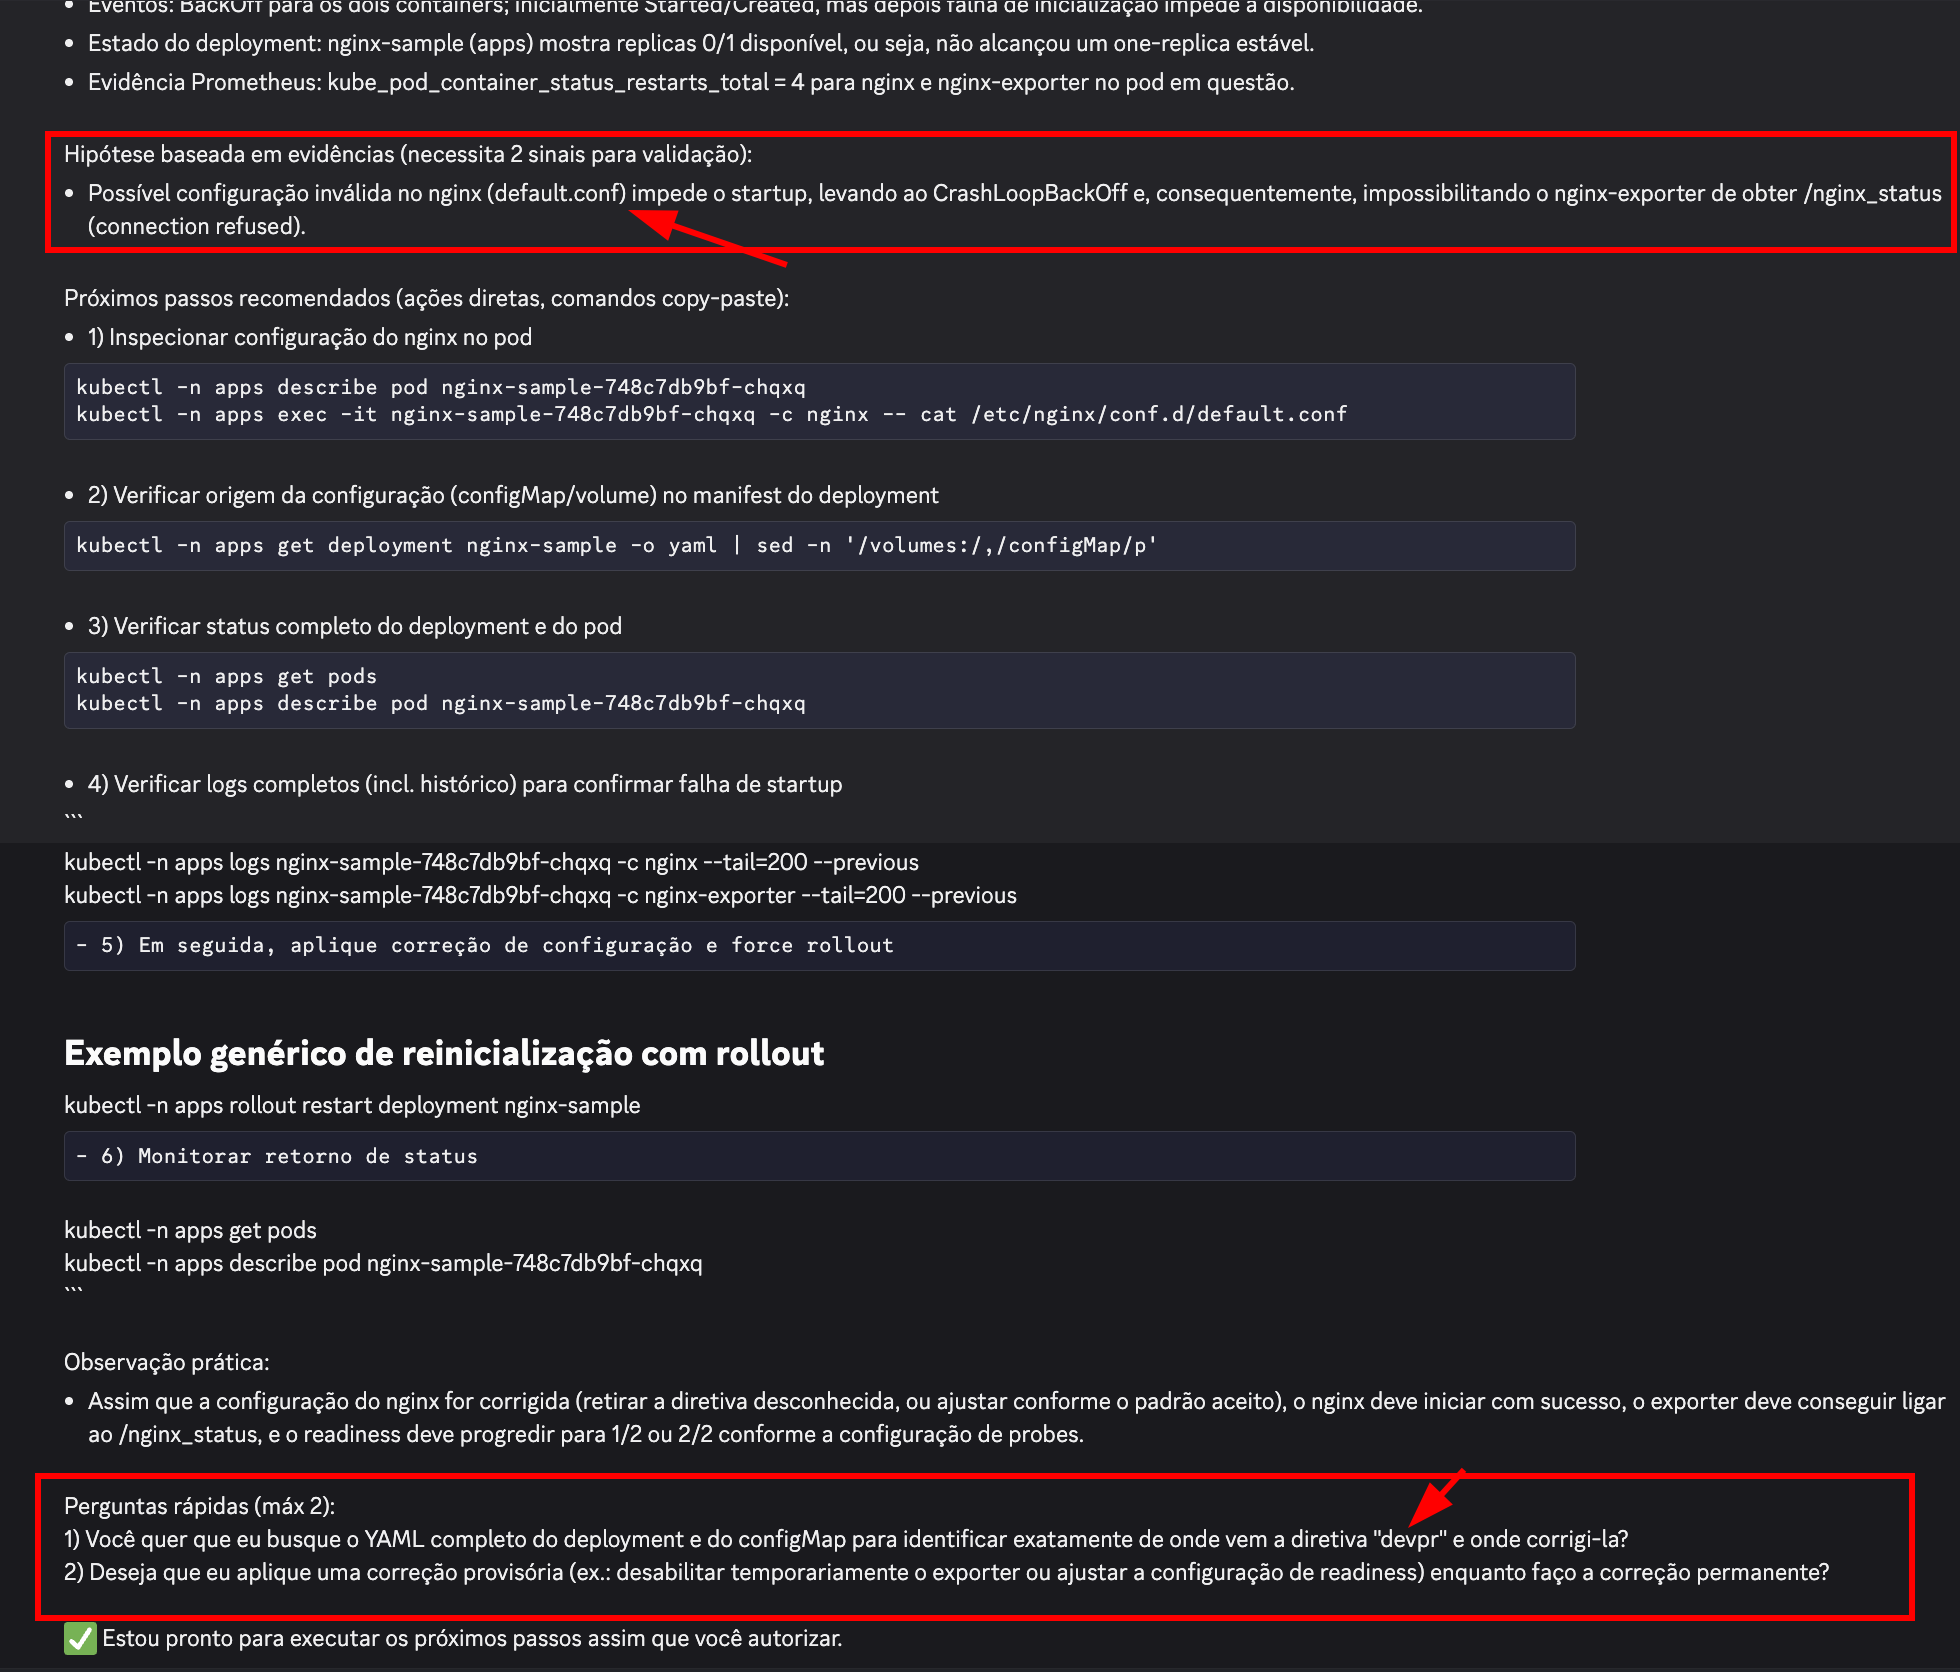 • Eventos: BackOff para os dois containers; inicialmente Started/Created, mas depois falha de inicialização impede a disponibilidade.
• Estado do deployment: nginx-sample (apps) mostra replicas 0/1 disponível, ou seja, não alcançou um one-replica estável.
• Evidência Prometheus: kube_pod_container_status_restarts_total = 4 para nginx e nginx-exporter no pod em questão.
Hipótese baseada em evidências (necessita 2 sinais para validação):
• Possível configuração inválida no nginx (default.conf) impede o startup, levando ao CrashLoopBackOff e, consequentemente, impossibilitando o nginx-exporter de obter /nginx_status
(connection refused).
Próximos passos recomendados (ações diretas, comandos copy-paste):
• 1) Inspecionar configuração do nginx no pod
kubectl -n apps describe pod nginx-sample-748c7db9bf-chqxq
kubectl -n apps exec -it nginx-sample-748c7db9bf-chqxq -c nginx -- cat /etc/nginx/conf.d/default.conf
• 2) Verificar origem da configuração (configMap/volume) no manifest do deployment
kubectl -n apps get deployment nginx-sample -o yaml | sed -n '/volumes:/,/configMap/p'
• 3) Verificar status completo do deployment e do pod
kubectl -n apps get pods
kubectl -n apps describe pod nginx-sample-748c7db9bf-chqxq
• 4) Verificar logs completos (incl. histórico) para confirmar falha de startup
```
kubectl -n apps logs nginx-sample-748c7db9bf-chqxq -c nginx --tail=200 --previous
kubectl -n apps logs nginx-sample-748c7db9bf-chqxq -c nginx-exporter --tail=200 --previous
- 5) Em seguida, aplique correção de configuração e force rollout
Exemplo genérico de reinicialização com rollout
kubectl -n apps rollout restart deployment nginx-sample
- 6) Monitorar retorno de status
kubectl -n apps get pods
kubectl -n apps describe pod nginx-sample-748c7db9bf-chqxq
```
Observação prática:
• Assim que a configuração do nginx for corrigida (retirar a diretiva desconhecida, ou ajustar conforme o padrão aceito), o nginx deve iniciar com sucesso, o exporter deve conseguir ligar
ao /nginx_status, e o readiness deve progredir para 1/2 ou 2/2 conforme a configuração de probes.
Perguntas rápidas (máx 2):
1) Você quer que eu busque o YAML completo do deployment e do configMap para identificar exatamente de onde vem a diretiva "devpr" e onde corrigi-la?
2) Deseja que eu aplique uma correção provisória (ex.: desabilitar temporariamente o exporter ou ajustar a configuração de readiness) enquanto faço a correção permanente?
✅ Estou pronto para executar os próximos passos assim que você autorizar.